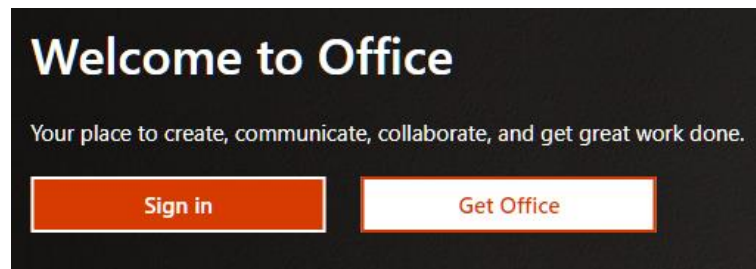 Welcome to Office
Your place to create, communicate, collaborate, and get great work done.
Sign in
Get Office